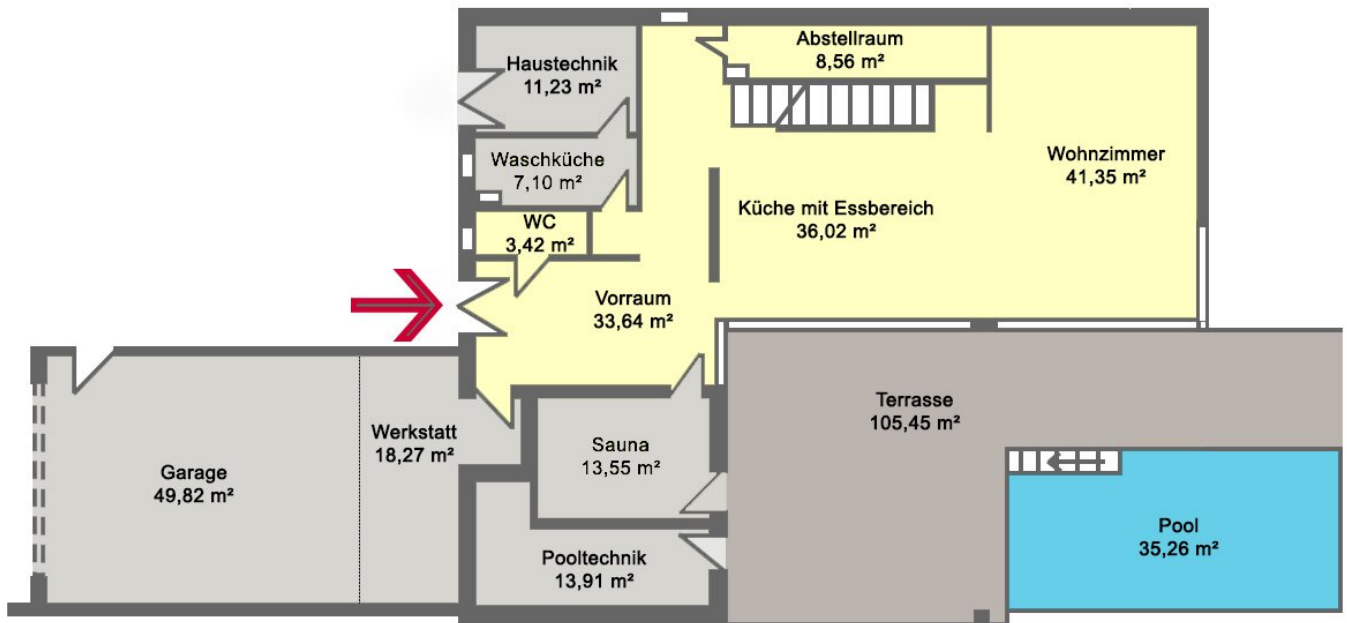 Abstellraum
8,56 m²
Haustechnik
11,23 m²
Waschküche
7,10 m²
Wohnzimmer
41,35 m²
Küche mit Essbereich
36,02 m²
WC
3,42 m²
Vorraum
33,64 m²
Terrasse
105,45 m²
Werkstatt
18,27 m²
Sauna
13,55 m²
Garage
49,82 m²
Pool
35,26 m²
Pooltechnik
13,91 m²